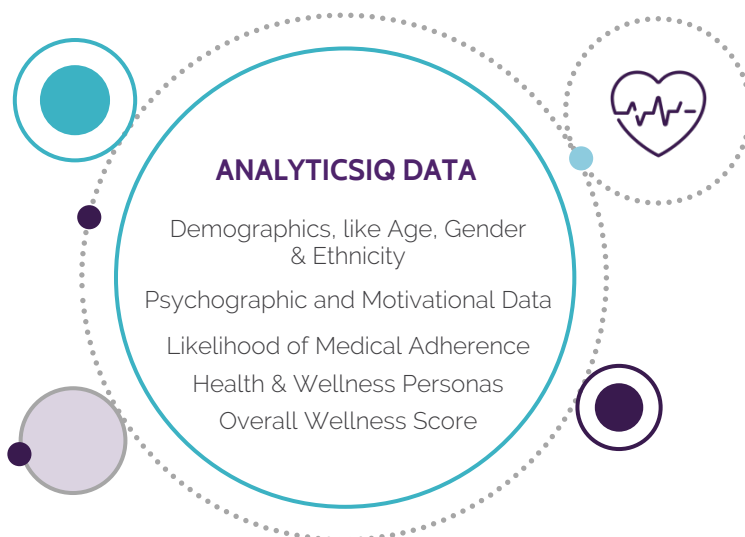 ANALYTICSIQ DATA
Demographics, like Age, Gender
& Ethnicity
Psychographic and Motivational Data
Likelihood of Medical Adherence
Health & Wellness Personas
Overall Wellness Score